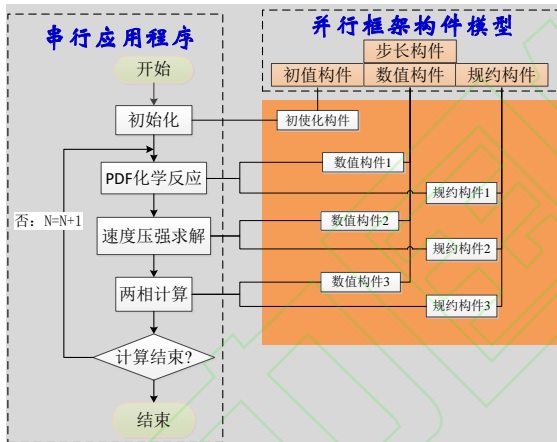 串行应用程序
开始
初始化
PDF化学反应
否：N=N+1
速度压强求解
两相计算
计算结束?
结束
并行框架构件模型
步长构件
初值构件
数值构件
规约构件
初使化构件
数值构件1
规约构件1
数值构件2
规约构件2
数值构件3
规约构件3